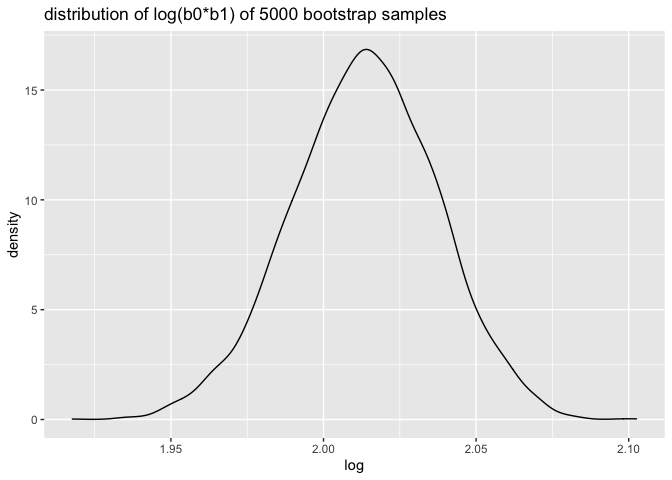 distribution of log(b0*b1) of 5000 bootstrap samples
15
10
5
0
density
1.95 2.00 2.05 2.10
log